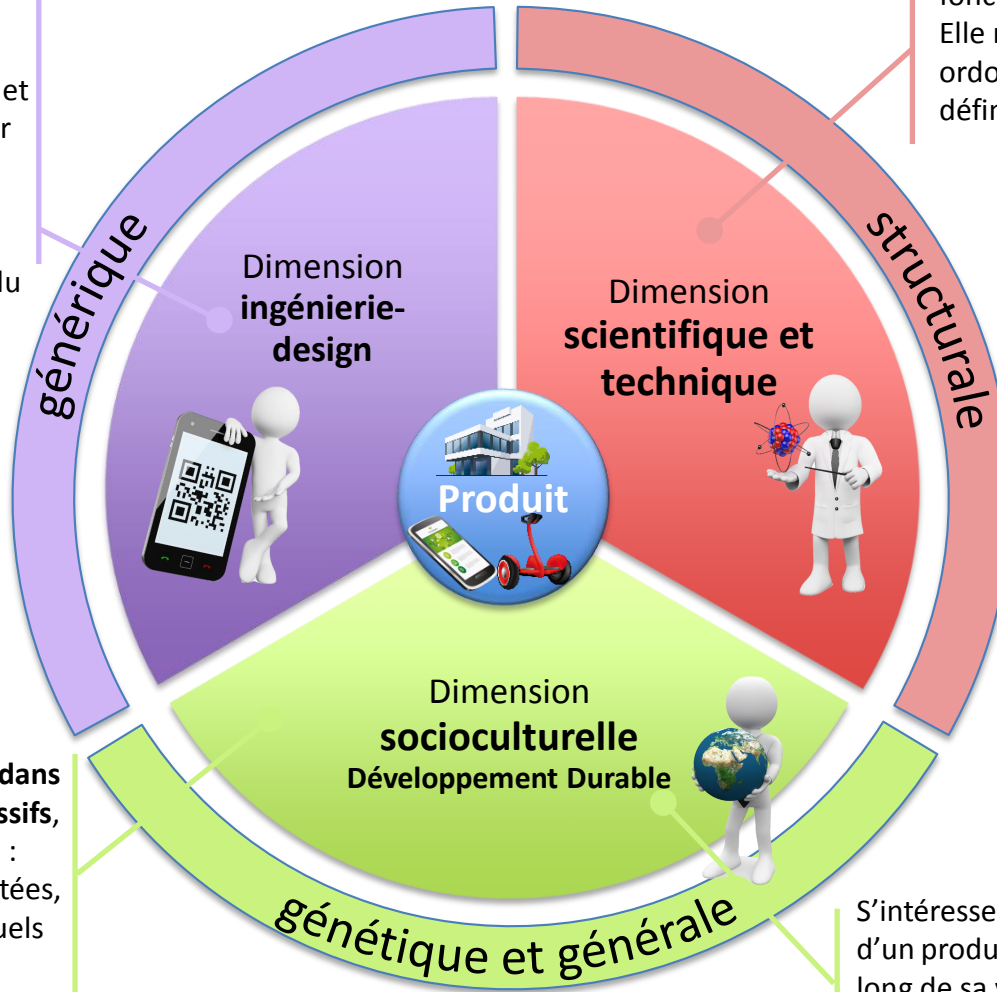 et
r
du
Elle
ordo
défin
générique
structurale
Dimension
ingénierie-
design
Dimension
scientifique et
technique
Produit
Dimension
socioculturelle
Développement Durable
dans
ssifs,
:
tées,
uels
génétique et générale
S’intéresse
d’un produ
long de sa